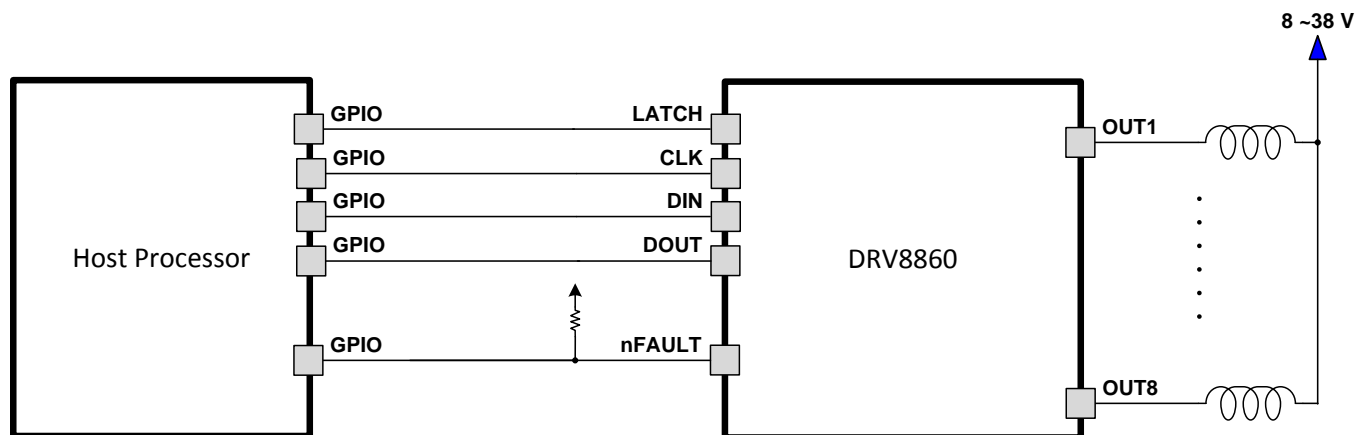 8 ~38 V
GPIO LATCH OUT1
GPIO CLK
GPIO DIN
GPIO DOUT
Host Processor DRV8860
GPIO nFAULT
OUT8